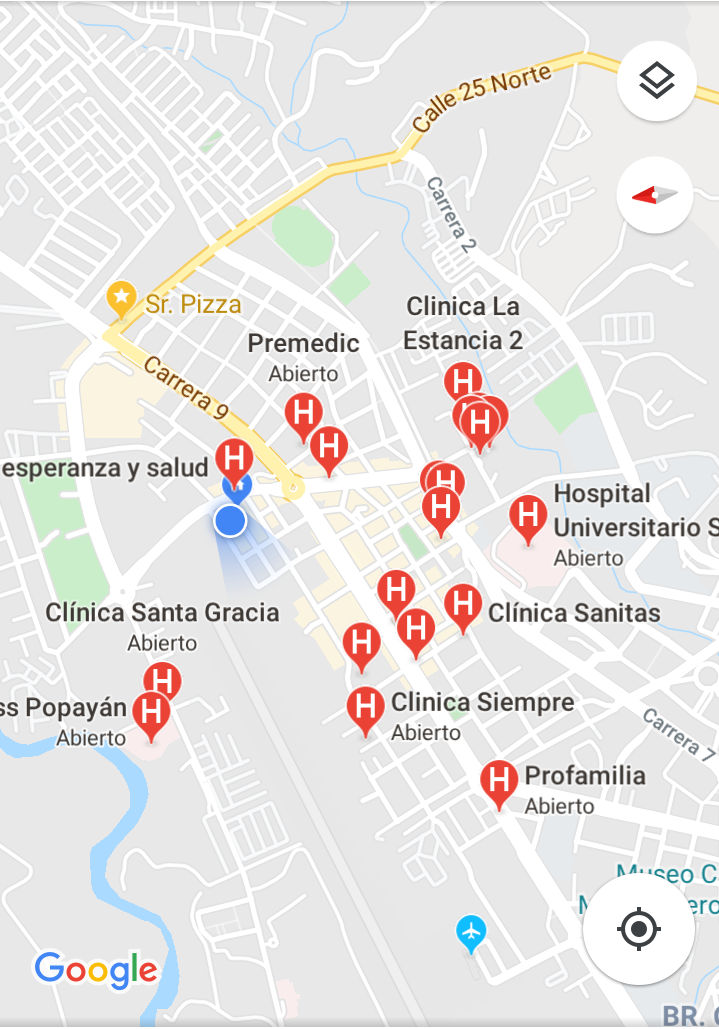 Calle 25 Norte
Carrera 2
Sr. Pizza
Clinica La
Estancia 2
Premedic
Abierto
Carrera 9
H
H
H
H
H
esperanza y salud
H
H
H
H
Hospital
Universitario S
Abierto
H
H
H
Clínica Sanitas
Clínica Santa Gracia
Abierto
H
H
H
ss Popayán
Abierto
H
Clinica Siempre
Abierto
Carrera 7
H
Profamilia
Abierto
Museo C
Google
BR.